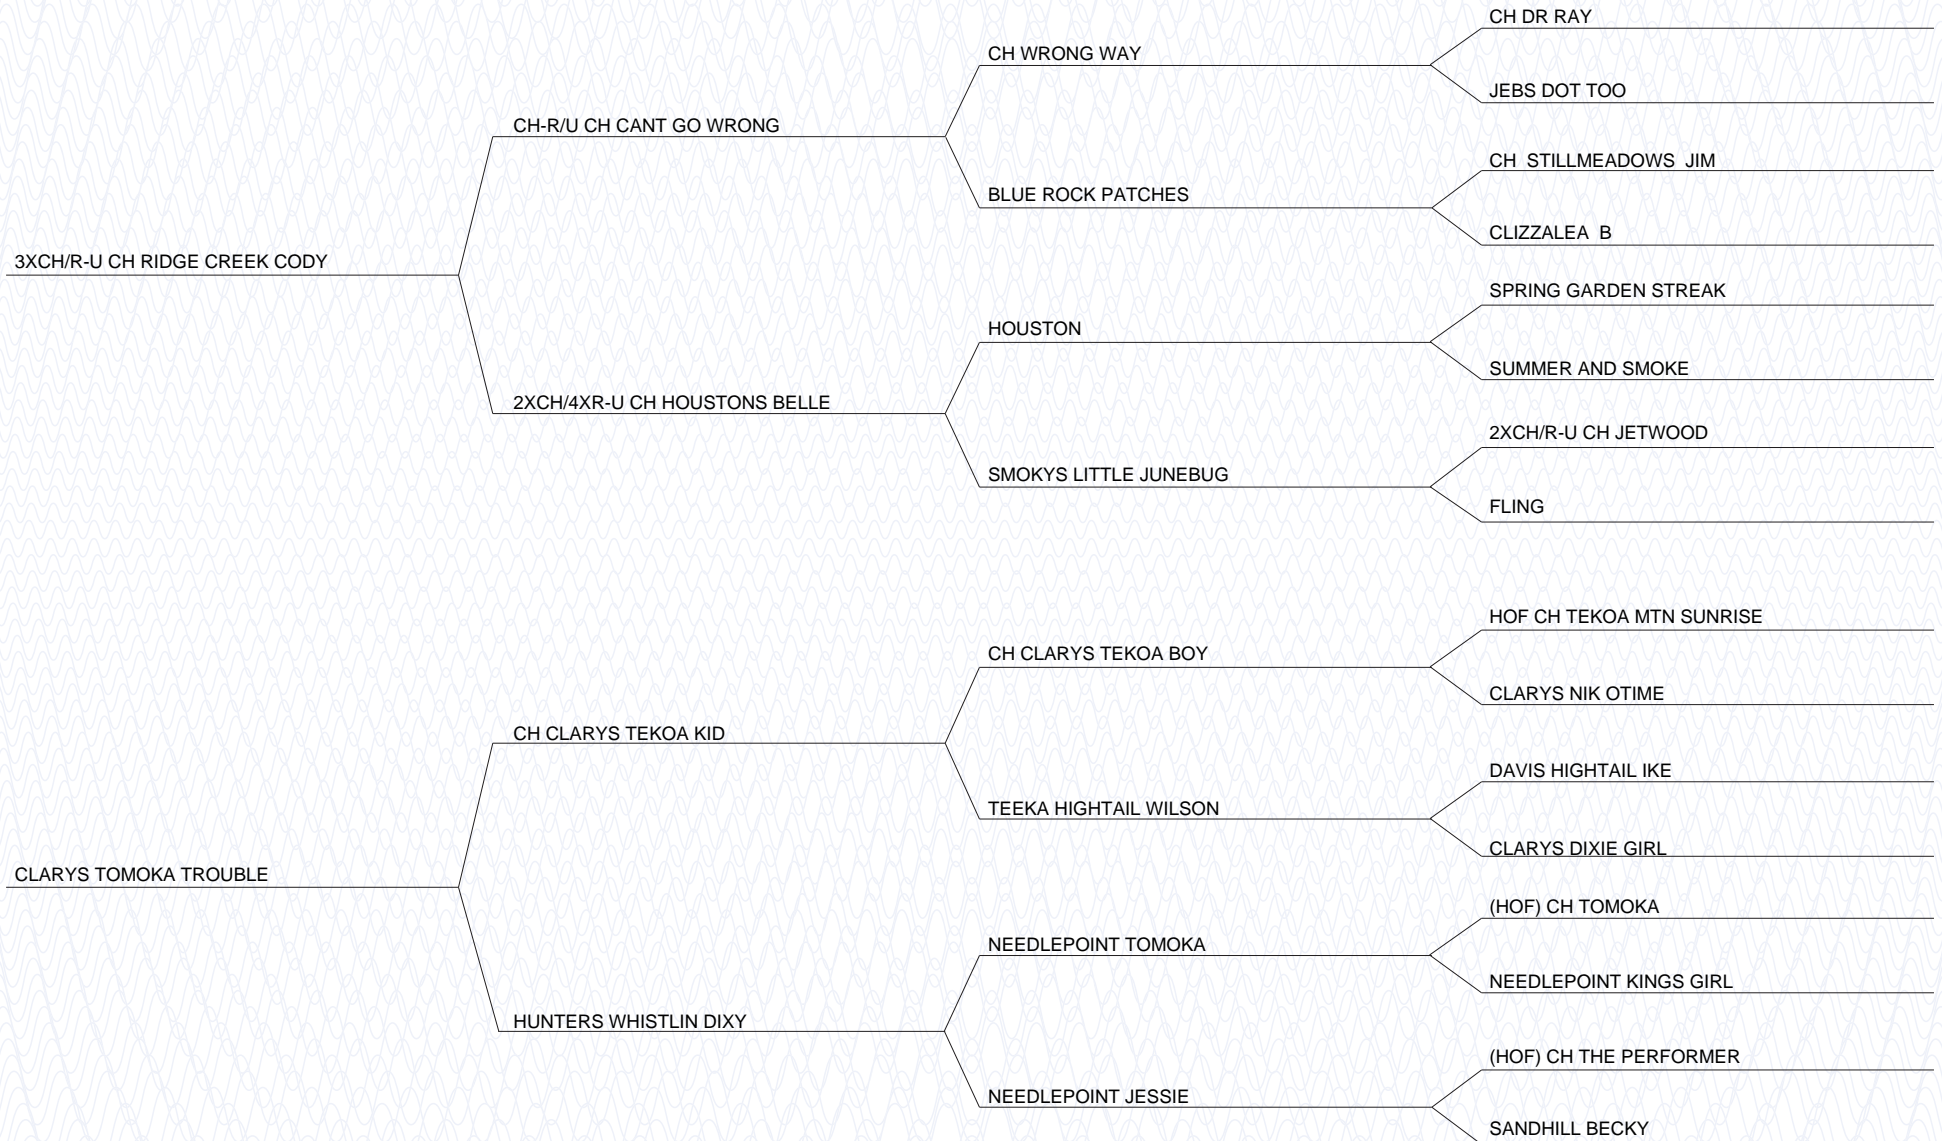 CH DR RAY
CH WRONG WAY
JEBS DOT TOO
CH-R/U CH CANT GO WRONG
CH  STILLMEADOWS  JIM
BLUE ROCK PATCHES
CLIZZALEA  B
3XCH/R-U CH RIDGE CREEK CODY
SPRING GARDEN STREAK
HOUSTON
SUMMER AND SMOKE
2XCH/4XR-U CH HOUSTONS BELLE
2XCH/R-U CH JETWOOD
SMOKYS LITTLE JUNEBUG
FLING
HOF CH TEKOA MTN SUNRISE
CH CLARYS TEKOA BOY
CLARYS NIK OTIME
CH CLARYS TEKOA KID
DAVIS HIGHTAIL IKE
TEEKA HIGHTAIL WILSON
CLARYS DIXIE GIRL
CLARYS TOMOKA TROUBLE
(HOF) CH TOMOKA
NEEDLEPOINT TOMOKA
NEEDLEPOINT KINGS GIRL
HUNTERS WHISTLIN DIXY
(HOF) CH THE PERFORMER
NEEDLEPOINT JESSIE
SANDHILL BECKY